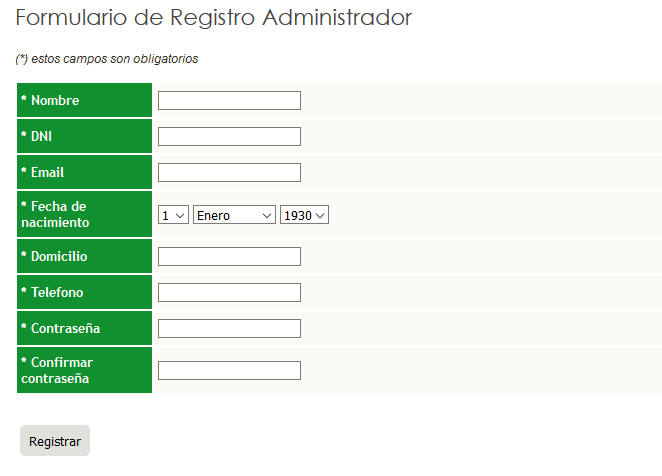 Formulario de Registro Administrador
(*) estos campos son obligatorios
* Nombre
* DNI
* Email
* Fecha de
nacimiento
1 Enero 1930
* Domicilio
* Telefono
* Contraseña
* Confirmar
contraseña
Registrar